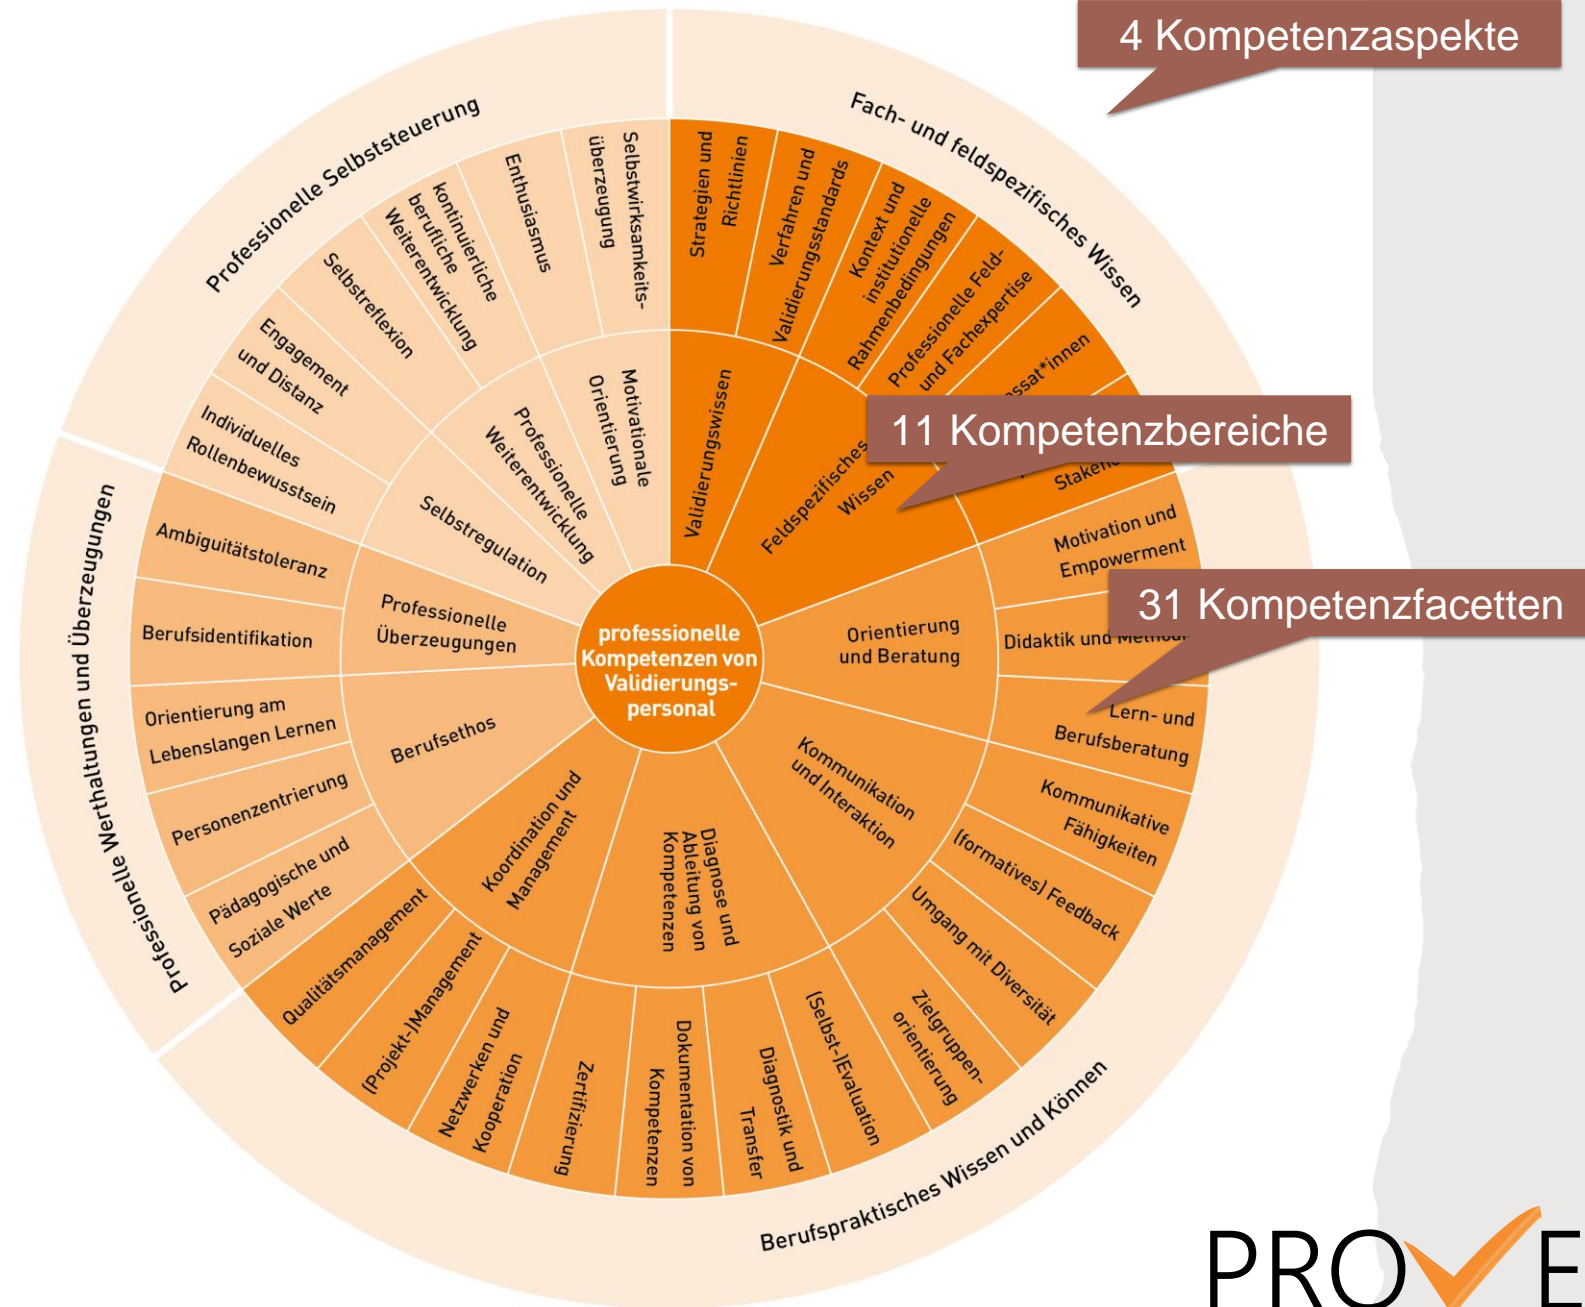 4 Kompetenzaspekte
11 Kompetenzbereiche
31 Kompetenzfacetten
professionelle
Kompetenzen von
Validierungs-
personal
Fach- und feldspezifisches Wissen
Validierungswissen
Strategien und
Richtlinien
Verfahren und
Validierungsstandards
Feldspezifisches
Wissen
Kontext und
institutionelle
Rahmenbedingungen
Professionelle Feld-
und Fachexpertise
Berufspraktisches Wissen und Können
Orientierung
und Beratung
Motivation und
Empowerment
Didaktik und
Lern- und
Berufsberatung
Kommunikation
und Interaktion
Kommunikative
Fähigkeiten
(formatives) Feedback
Umgang mit Diversität
Zielgruppen-
orientierung
Diagnose und
Ableitung von
Kompetenzen
(Selbst-)Evaluation
Diagnostik und
Transfer
Dokumentation von
Kompetenzen
Zertifizierung
Koordination und
Management
Netzwerken und
Kooperation
(Projekt-)Management
Qualitätsmanagement
Professionelle Werthaltungen und Überzeugungen
Berufsethos
Pädagogische und
Soziale Werte
Personenzentrierung
Orientierung am
Lebenslangen Lernen
Professionelle
Überzeugungen
Berufsidentifikation
Ambiguitätstoleranz
Professionelle Selbststeuerung
Selbstregulation
Individuelles
Rollenbewusstsein
Engagement
und Distanz
Professionelle
Weiterentwicklung
Selbstreflexion
kontinuierliche
berufliche
Weiterentwicklung
Motivationale
Orientierung
Enthusiasmus
Selbstwirksamkeits-
überzeugung
PROVE